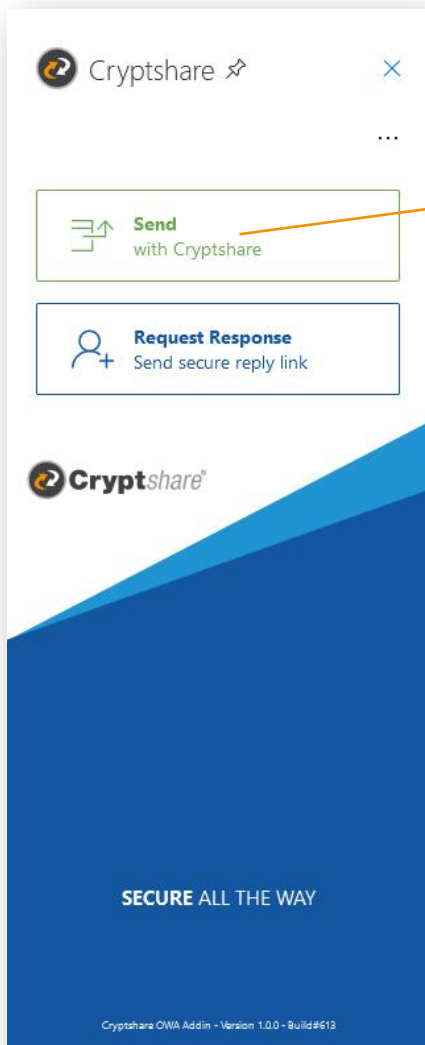 Cryptshare
...
Send
with Cryptshare
Request Response
Send secure reply link
Cryptshare®
SECURE ALL THE WAY
Cryptshare OWA Addin - Version 1.0.0 - Build#613